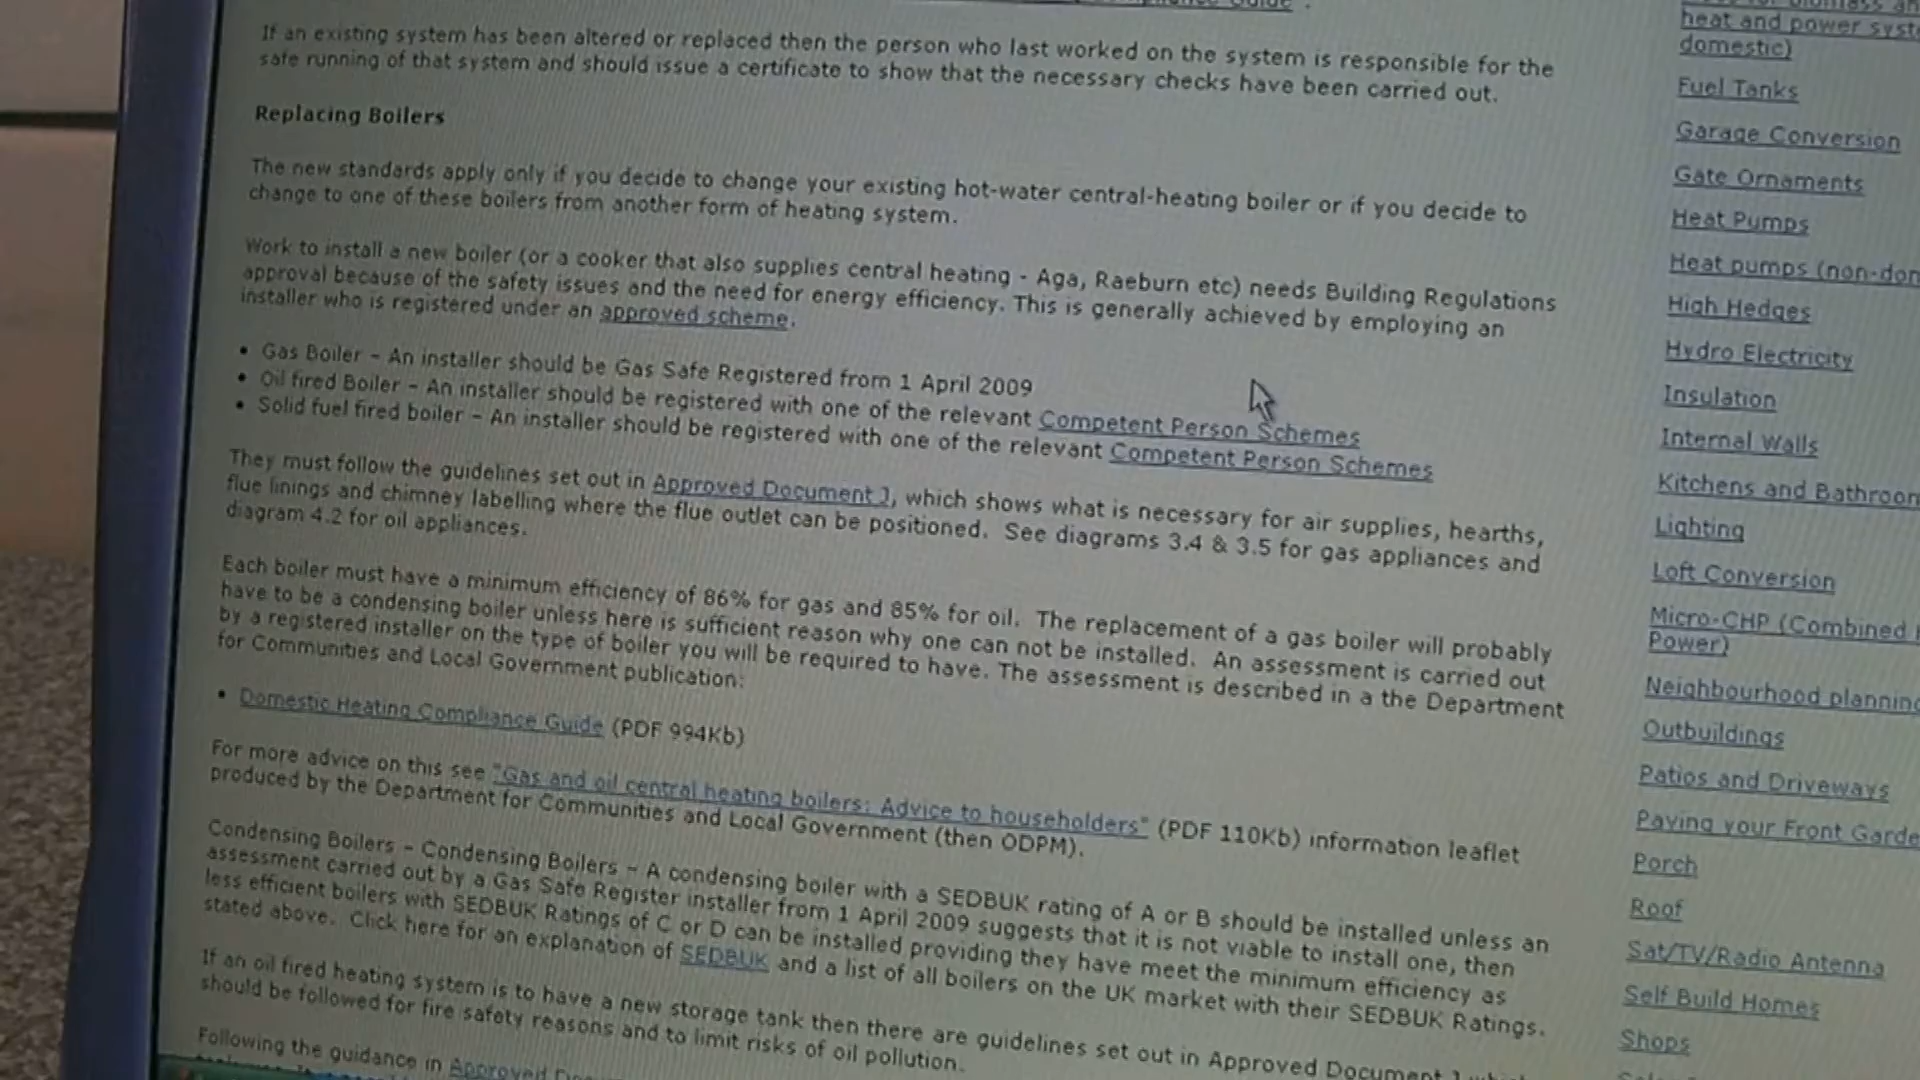 If an existing system has been altered or replaced then the person who last worked on the system is responsible for the
safe running of that system and should issue a certificate to show that the necessary checks have been carried out.
Replacing Boilers
The new standards apply only if you decide to change your existing hot-water central-heating boiler or if you decide to
change to one of these boilers from another form of heating system.
Work to install a new boiler (or a cooker that also supplies central heating - Aga, Raeburn etc) needs Building Regulations
approval because of the safety issues and the need for energy efficiency. This is generally achieved by employing an
installer who is registered under an approved scheme.
• Gas Boiler – An installer should be Gas Safe Registered from 1 April 2009
• Oil fired Boiler – An installer should be registered with one of the relevant Competent Person Schemes
• Solid fuel fired boiler – An installer should be registered with one of the relevant Competent Person Schemes
They must follow the guidelines set out in Approved Document J, which shows what is necessary for air supplies, hearths,
flue linings and chimney labelling where the flue outlet can be positioned. See diagrams 3.4 & 3.5 for gas appliances and
diagram 4.2 for oil appliances.
Each boiler must have a minimum efficiency of 86% for gas and 85% for oil. The replacement of a gas boiler will probably
have to be a condensing boiler unless here is sufficient reason why one can not be installed. An assessment is carried out
by a registered installer on the type of boiler you will be required to have. The assessment is described in a the Department
for Communities and Local Government publication:
• Domestic Heating Compliance Guide (PDF 994Kb)
For more advice on this see "Gas and oil central heating boilers: Advice to householders" (PDF 110Kb) information leaflet
produced by the Department for Communities and Local Government (then ODPM).
Condensing Boilers – Condensing Boilers – A condensing boiler with a SEDBUK rating of A or B should be installed unless an
assessment carried out by a Gas Safe Register installer from 1 April 2009 suggests that it is not viable to install one, then
less efficient boilers with SEDBUK Ratings of C or D can be installed providing they have meet the minimum efficiency as
stated above. Click here for an explanation of SEDBUK and a list of all boilers on the UK market with their SEDBUK Ratings.
If an oil fired heating system is to have a new storage tank then there are guidelines set out in Approved Document J
should be followed for fire safety reasons and to limit risks of oil pollution.
Following the guidance in Approved
heat and power
domestic)
Fuel Tanks
Garage Conversion
Gate Ornaments
Heat Pumps
Heat pumps
High Hedges
Hydro Electricity
Insulation
Internal Walls
Kitchens and
Lighting
Loft Conversion
Micro-CHP (Combined
Power)
Neighbourhood planning
Outbuildings
Patios and Driveways
Paving your Front
Porch
Roof
Sat/TV/Radio Antenna
Self Build Homes
Shops